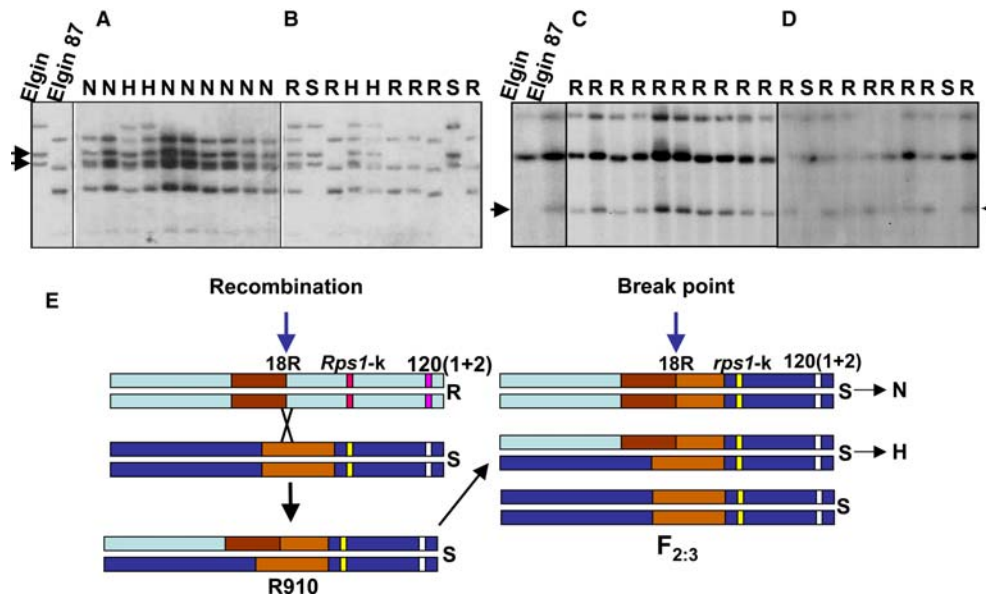 A B C D
Elgin
Elgin 87
N N H H N N N N N N R S R H H R R R S R
Elgin
Elgin 87
R R R R R R R R R R R R R R R R R R S R
E
Recombination
18R Rps1-k 120(1+2)
R
S
S
R910
Break point
18R rps1-k 120(1+2)
S N
S H
S
F2:3